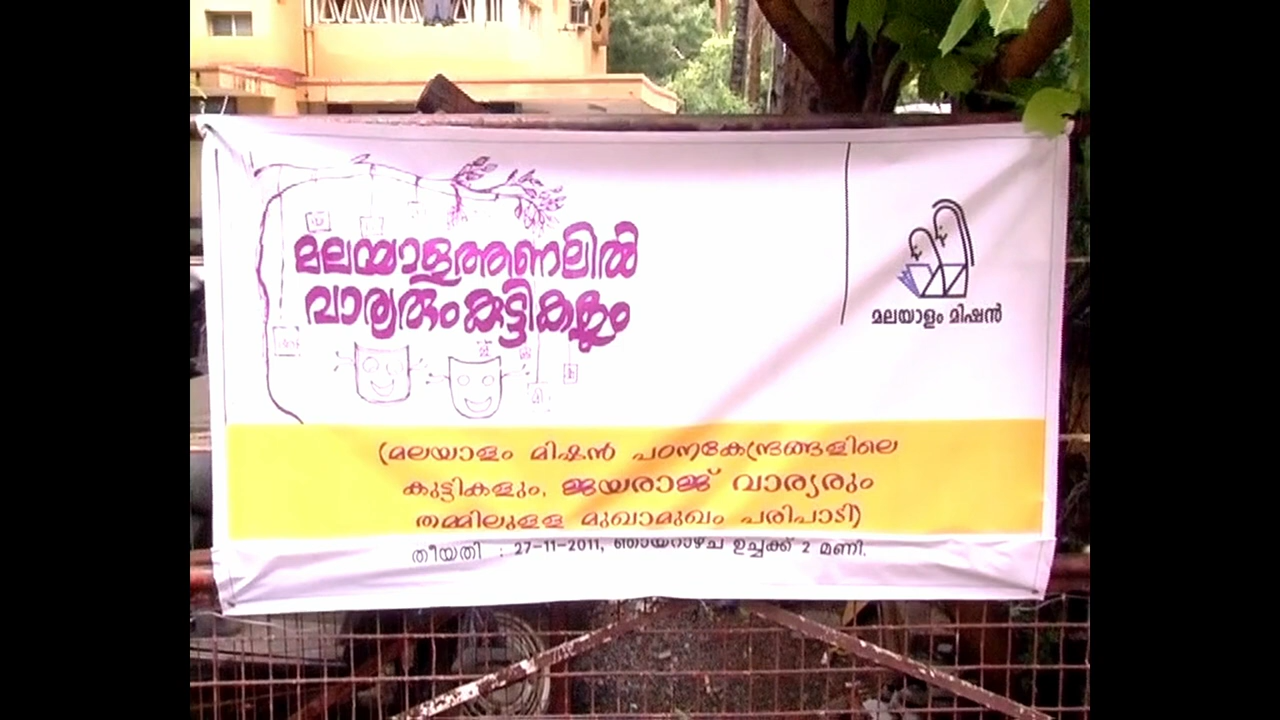 മലയാളത്തണലിൽ
വാര്യരും കുട്ടികളും
മലയാളം മിഷൻ
(മലയാളം മിഷൻ പഠനകേന്ദ്രങ്ങളിലെ
കുട്ടികളും, ജയരാജ് വാര്യരും
തമ്മിലുള്ള മുഖാമുഖം പരിപാടി)
തീയതി : 27-11-2011, ഞായറാഴ്ച ഉച്ചക്ക് 2 മണി.